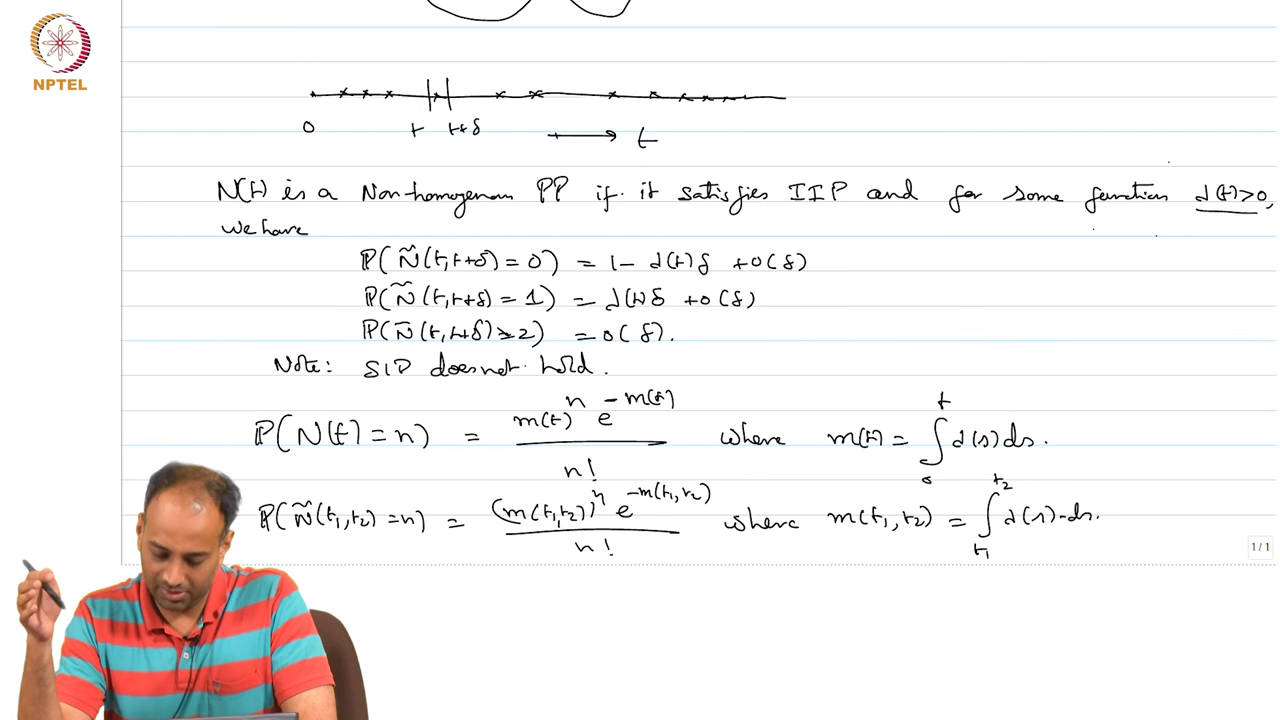 NPTEL
0 t t+δ → t
N(t) is a Non-homogenous PP if it satisfies IIP and for some function λ(t)>0,
we have
ℙ(Ñ(t,t+δ)=0) = 1-λ(t)δ +o(δ)
ℙ(Ñ(t,t+δ)=1) = λ(t)δ +o(δ)
ℙ(Ñ(t,t+δ)≥2) = o(δ).
Note: SIP does not hold.
ℙ(N(t)=n) = m(t)^n e^{-m(t)} / n! where m(t) = ∫_0^t λ(s)ds.
ℙ(Ñ(t₁,t₂)=n) = (m(t₁,t₂))^n e^{-m(t₁,t₂)} / n! where m(t₁,t₂) = ∫_{t₁}^{t₂} λ(s)ds.
1/1